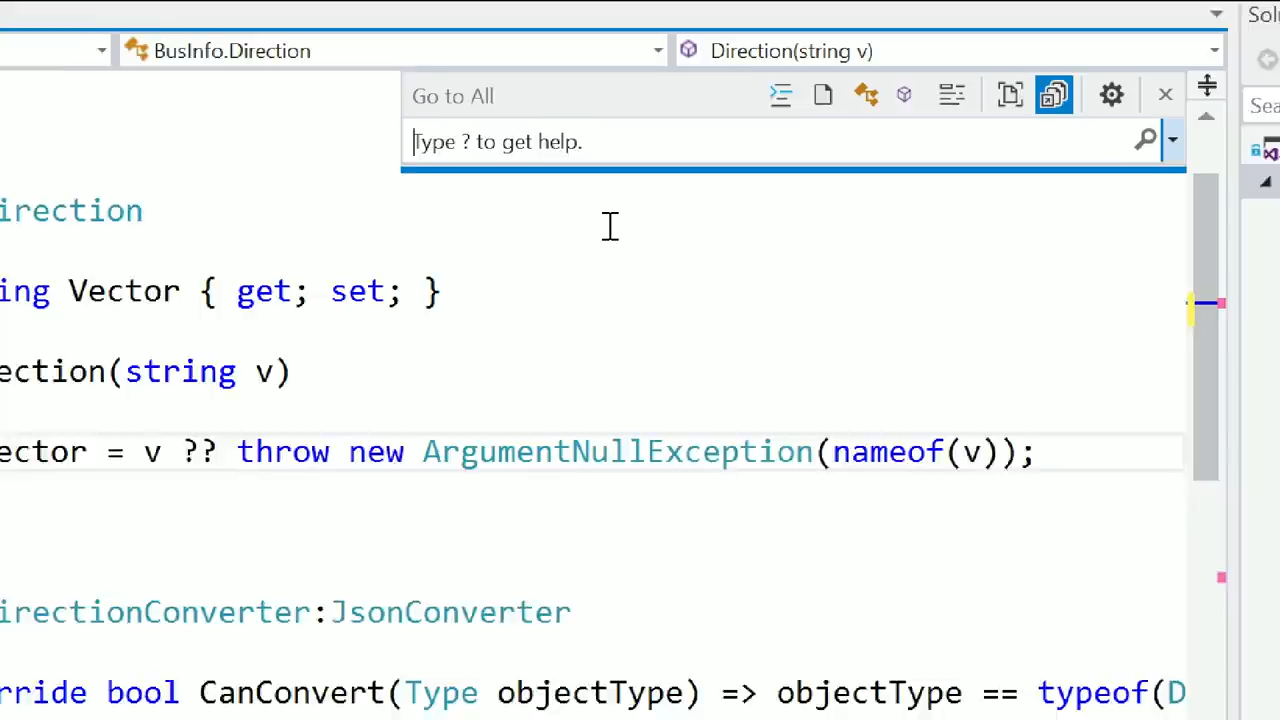 Solu
BusInfo.Direction
Direction(string v)
Go to All
Sea
Type ? to get help.
irection
ing Vector { get; set; }
ection(string v)
ector = v ?? throw new ArgumentNullException(nameof(v));
irectionConverter:JsonConverter
rride bool CanConvert(Type objectType) => objectType == typeof(D